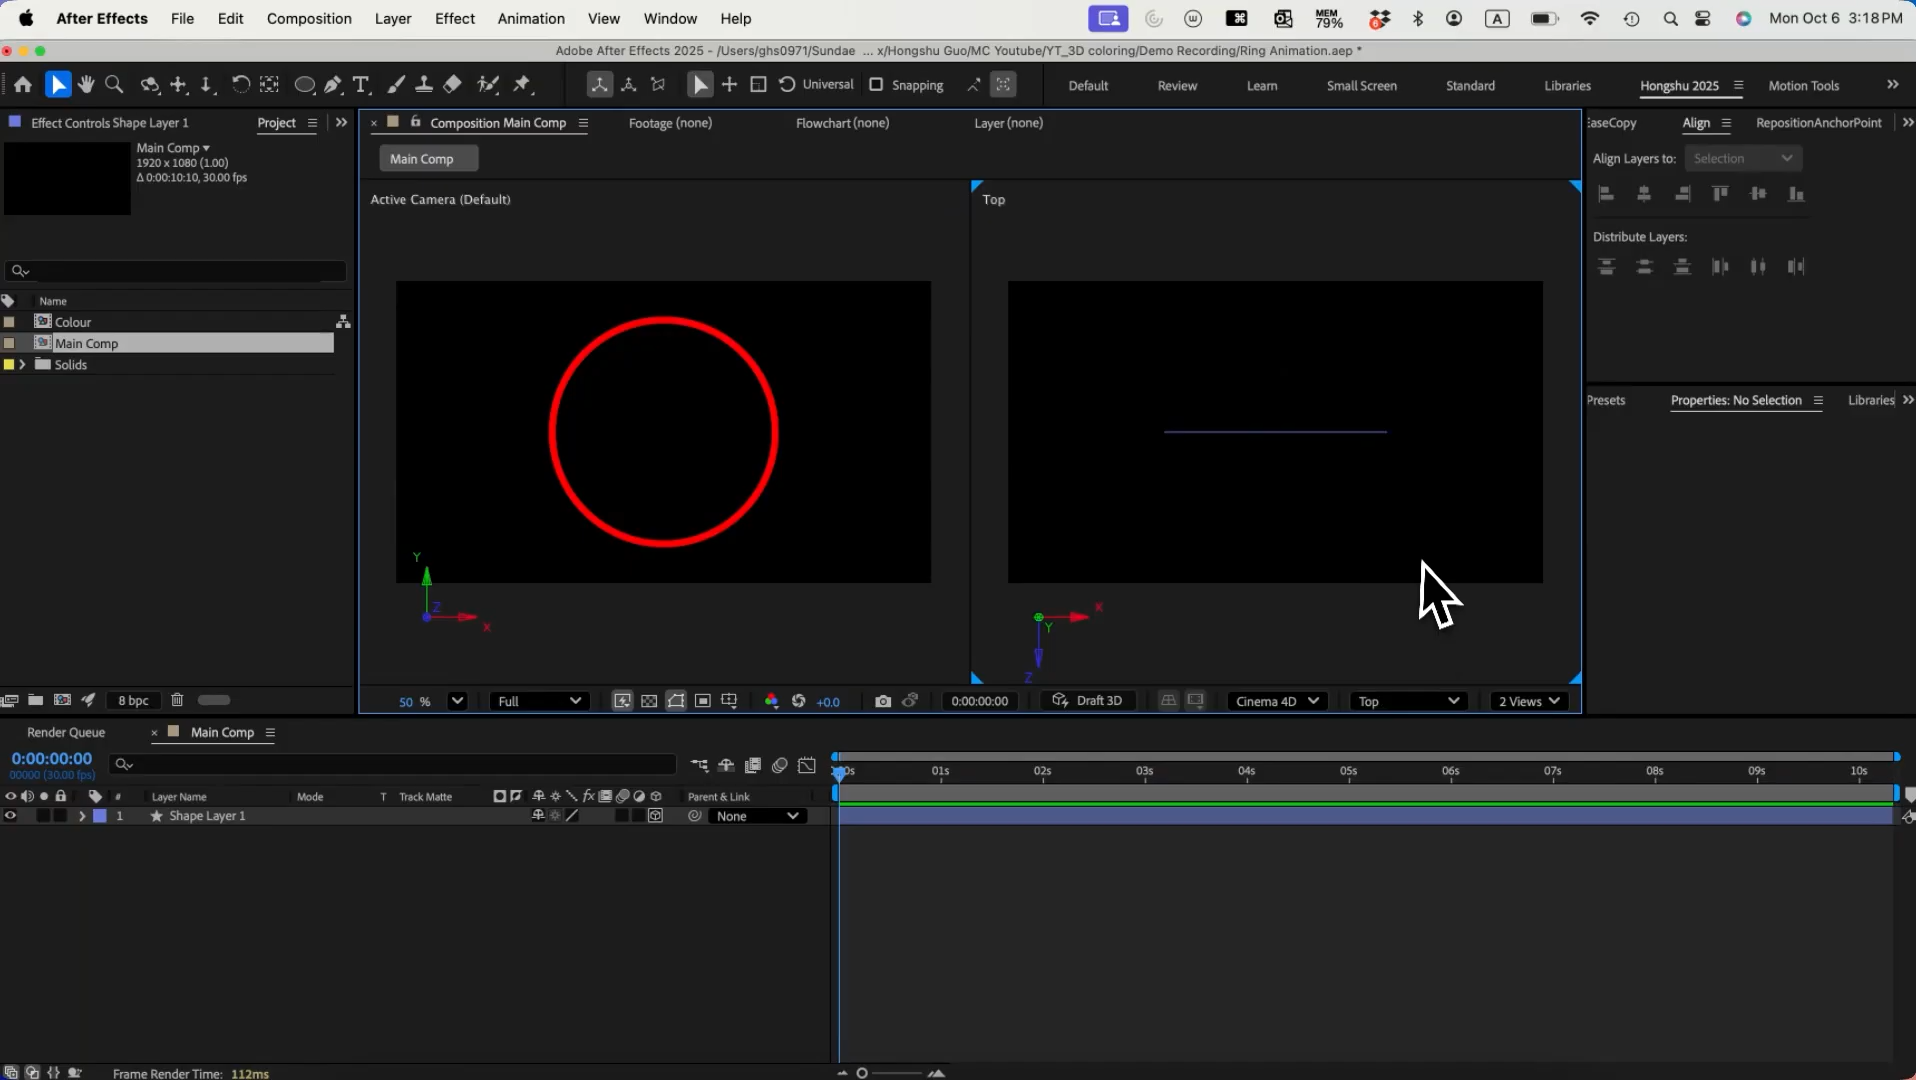 After Effects File Edit Composition Layer Effect Animation View Window Help MEM 79% 6 A Mon Oct 6 3:18 PM
Adobe After Effects 2025 - /Users/ghs0971/Sundae ... x/Hongshu Guo/MC Youtube/YT_3D coloring/Demo Recording/Ring Animation.aep *
Universal Snapping Default Review Learn Small Screen Standard Libraries Hongshu 2025 Motion Tools
Effect Controls Shape Layer 1 Project Composition Main Comp Footage (none) Flowchart (none) Layer (none) EaseCopy Align RepositionAnchorPoint
Main Comp
1920 x 1080 (1.00)
Δ 0:00:10:10, 30.00 fps
Main Comp
Align Layers to: Selection
Active Camera (Default) Top
Distribute Layers:
Name
Colour
Main Comp
Solids
Presets Properties: No Selection Libraries
Y Z X
X Y Z
8 bpc 50 % Full +0.0 0:00:00:00 Draft 3D Cinema 4D Top 2 Views
Render Queue Main Comp
0:00:00:00
00000 (30.00 fps)
:00s 01s 02s 03s 04s 05s 06s 07s 08s 09s 10s
# Layer Name Mode T Track Matte fx Parent & Link
1 Shape Layer 1 None
Frame Render Time: 112ms